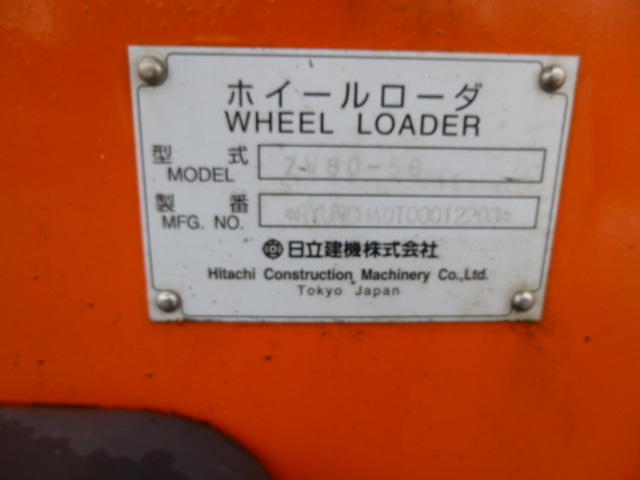 ホイールローダ
WHEEL LOADER
型式
MODEL ZW80-5B
製番
MFG. NO. *RYUNCHA0T00012203*
日立建機株式会社
Hitachi Construction Machinery Co.,Ltd.
Tokyo Japan